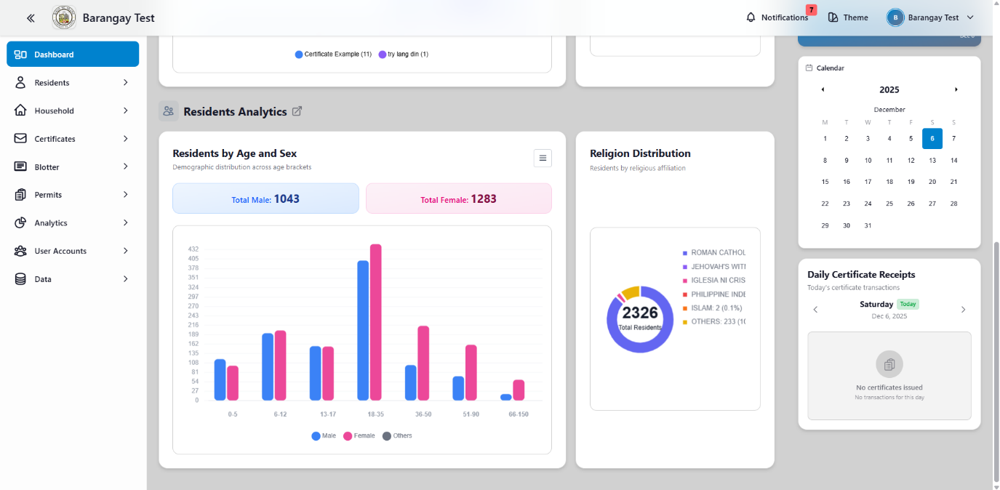 Barangay Test
Notifications
7
Theme
B
Barangay Test
Dashboard
Residents
Household
Certificates
Blotter
Permits
Analytics
User Accounts
Data
Certificate Example (11) try lang din (1)
Residents Analytics
Residents by Age and Sex
Demographic distribution across age brackets
Total Male: 1043
Total Female: 1283
432
405
378
351
324
297
270
243
216
189
162
135
108
81
54
27
0
0-5 6-12 13-17 18-35 36-50 51-90 66-150
Male Female Others
Religion Distribution
Residents by religious affiliation
ROMAN CATHOL
JEHOVAH'S WIT
IGLESIA NI CRIS
PHILIPPINE INDE
ISLAM: 2 (0.1%)
OTHERS: 233 (10
2326
Total Residents
Calendar
2025
December
M T W T F S S
1 2 3 4 5 6 7
8 9 10 11 12 13 14
15 16 17 18 19 20 21
22 23 24 25 26 27 28
29 30 31
Daily Certificate Receipts
Today's certificate transactions
Saturday Today
Dec 6, 2025
No certificates issued
No transactions for this day